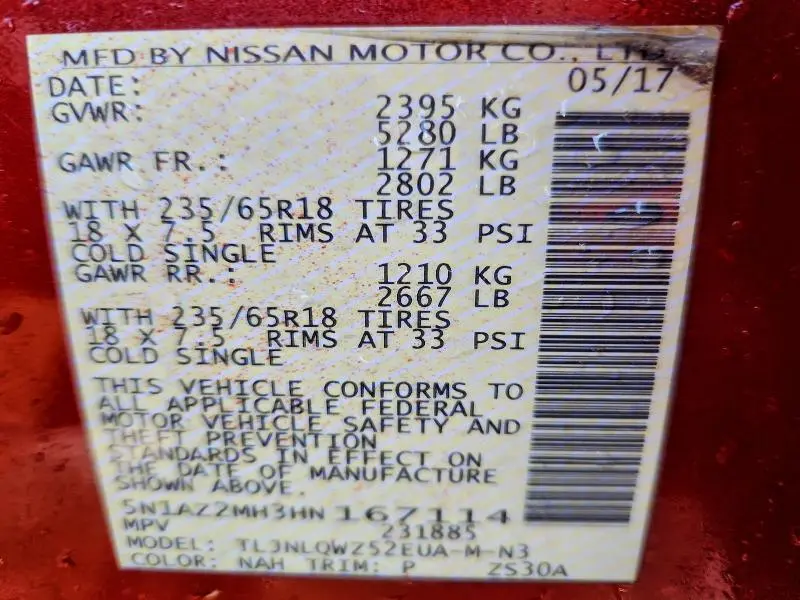 MFD BY NISSAN MOTOR CO., LTD.
DATE: 05/17
GVWR: 2395 KG
5280 LB
GAWR FR.: 1271 KG
2802 LB
WITH 235/65R18 TIRES
18 X 7.5 RIMS AT 33 PSI
COLD SINGLE
GAWR RR.: 1210 KG
2667 LB
WITH 235/65R18 TIRES
18 X 7.5 RIMS AT 33 PSI
COLD SINGLE
THIS VEHICLE CONFORMS TO
ALL APPLICABLE FEDERAL
MOTOR VEHICLE SAFETY AND
THEFT PREVENTION
STANDARDS IN EFFECT ON
THE DATE OF MANUFACTURE
SHOWN ABOVE.
5N1AZ2MH3HN167114
MPV 231885
MODEL: TLJNLQWZ52EUA-M-N3
COLOR: NAH TRIM: P ZS30A